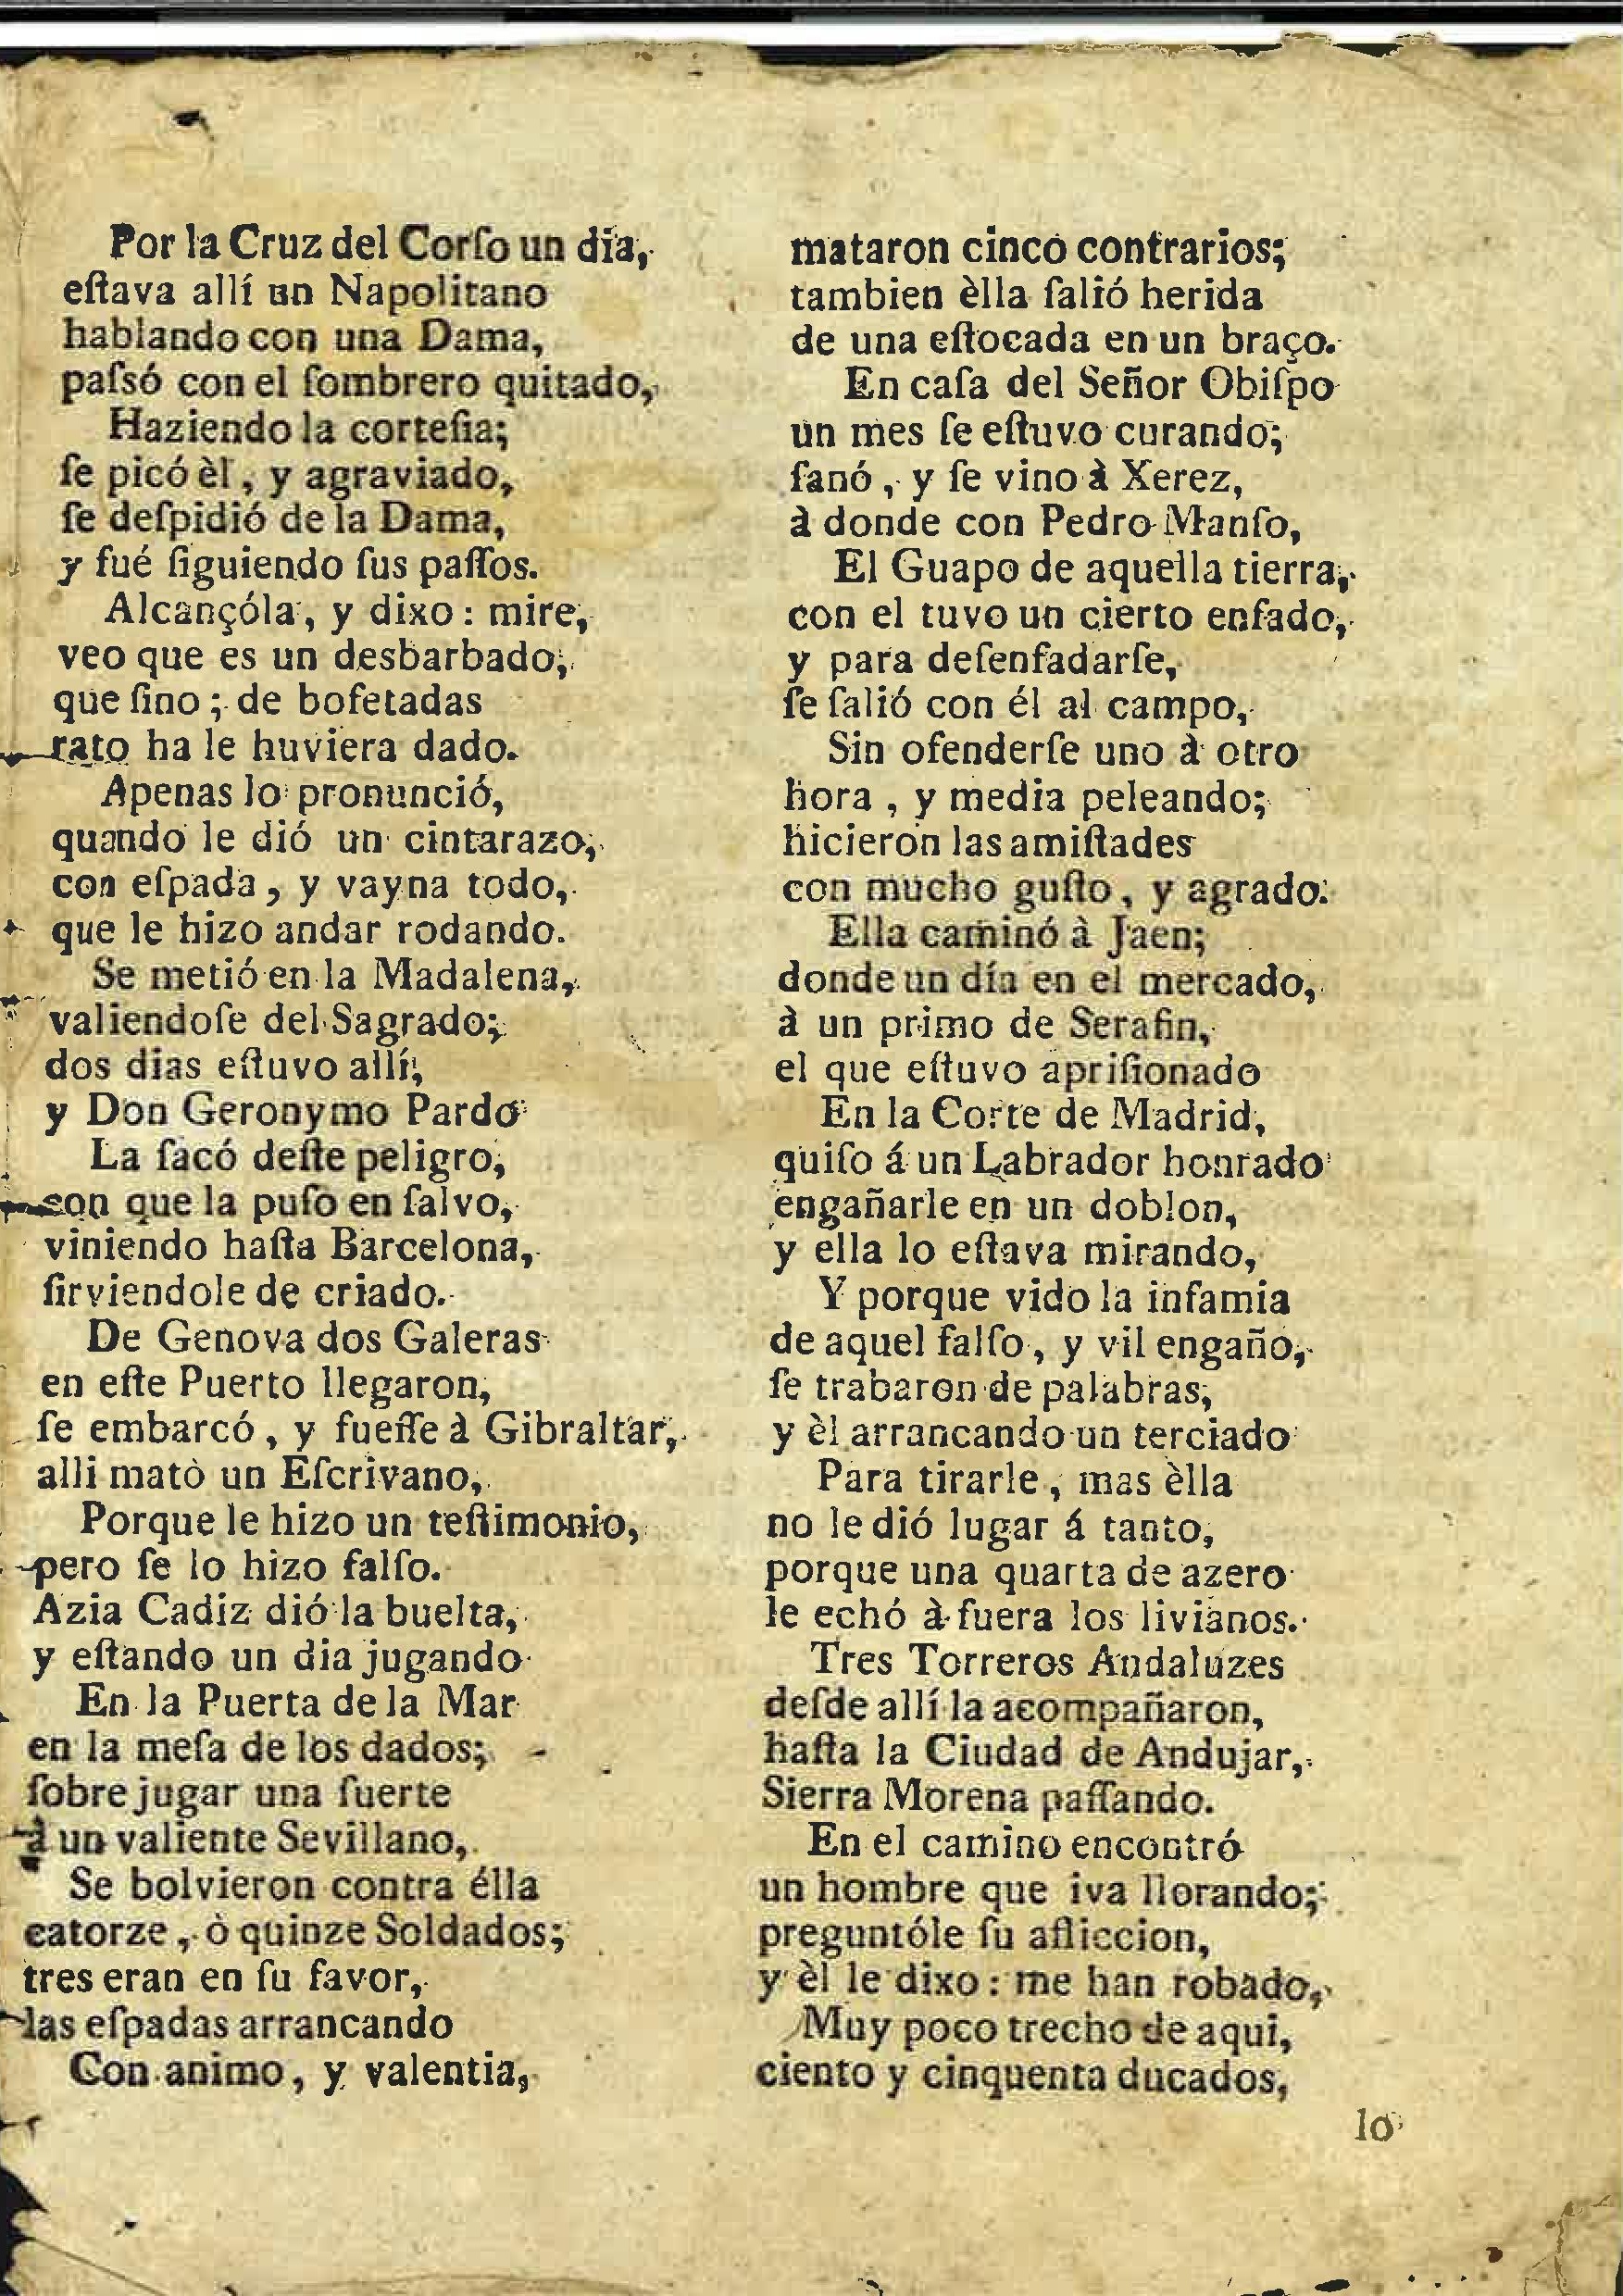 Por la Cruz del Corſo un dia,
eſtava allí un Napolitano
hablando con una Dama,
paſsó con el ſombrero quitado,
Haziendo la corteſia;
ſe picó èl, y agraviado,
ſe deſpidió de la Dama,
y fué ſiguiendo ſus paſſos.
Alcançóla, y dixo: mire,
veo que es un desbarbado,
que ſino; de bofetadas
rato ha le huviera dado.
Apenas lo pronunció,
quando le dió un cintarazo,
con eſpada, y vayna todo,
que le hizo andar rodando.
Se metió en la Madalena,
valiendoſe del Sagrado;
dos dias eſtuvo allí,
y Don Geronymo Pardo
La ſacó deſte peligro,
con que la puſo en ſalvo,
viniendo haſta Barcelona,
ſirviendole de criado.
De Genova dos Galeras
en eſte Puerto llegaron,
ſe embarcó, y fueſſe à Gibraltar,
alli matò un Eſcrivano,
Porque le hizo un teſtimonio,
pero ſe lo hizo falſo.
Azia Cadiz dió la buelta,
y eſtando un dia jugando
En la Puerta de la Mar
en la meſa de los dados;
ſobre jugar una ſuerte
à un valiente Sevillano,
Se bolvieron contra élla
catorze, ò quinze Soldados;
tres eran en ſu favor,
las eſpadas arrancando
Con animo, y valentia,
mataron cinco contrarios;
tambien èlla ſalió herida
de una eſtocada en un braço.
En caſa del Señor Obiſpo
un mes ſe eſtuvo curando;
ſanó, y ſe vino à Xerez,
à donde con Pedro Manſo,
El Guapo de aquella tierra,
con el tuvo un cierto enfado,
y para deſenfadarſe,
ſe ſalió con él al campo,
Sin ofenderſe uno à otro
hora, y media peleando;
hicieron las amiſtades
con mucho guſto, y agrado.
Ella caminó à Jaen;
donde un día en el mercado,
à un primo de Serafin,
el que eſtuvo apriſionado
En la Corte de Madrid,
quiſo á un Labrador honrado
engañarle en un doblon,
y ella lo eſtava mirando,
Y porque vido la infamia
de aquel falſo, y vil engaño,
ſe trabaron de palabras,
y èl arrancando un terciado
Para tirarle, mas èlla
no le dió lugar á tanto,
porque una quarta de azero
le echó à fuera los livianos.
Tres Torreros Andaluzes
deſde allí la acompañaron,
haſta la Ciudad de Andujar,
Sierra Morena paſſando.
En el camino encontró
un hombre que iva llorando;
preguntóle ſu afliccion,
y èl le dixo: me han robado,
Muy poco trecho de aqui,
ciento y cinquenta ducados,
lo